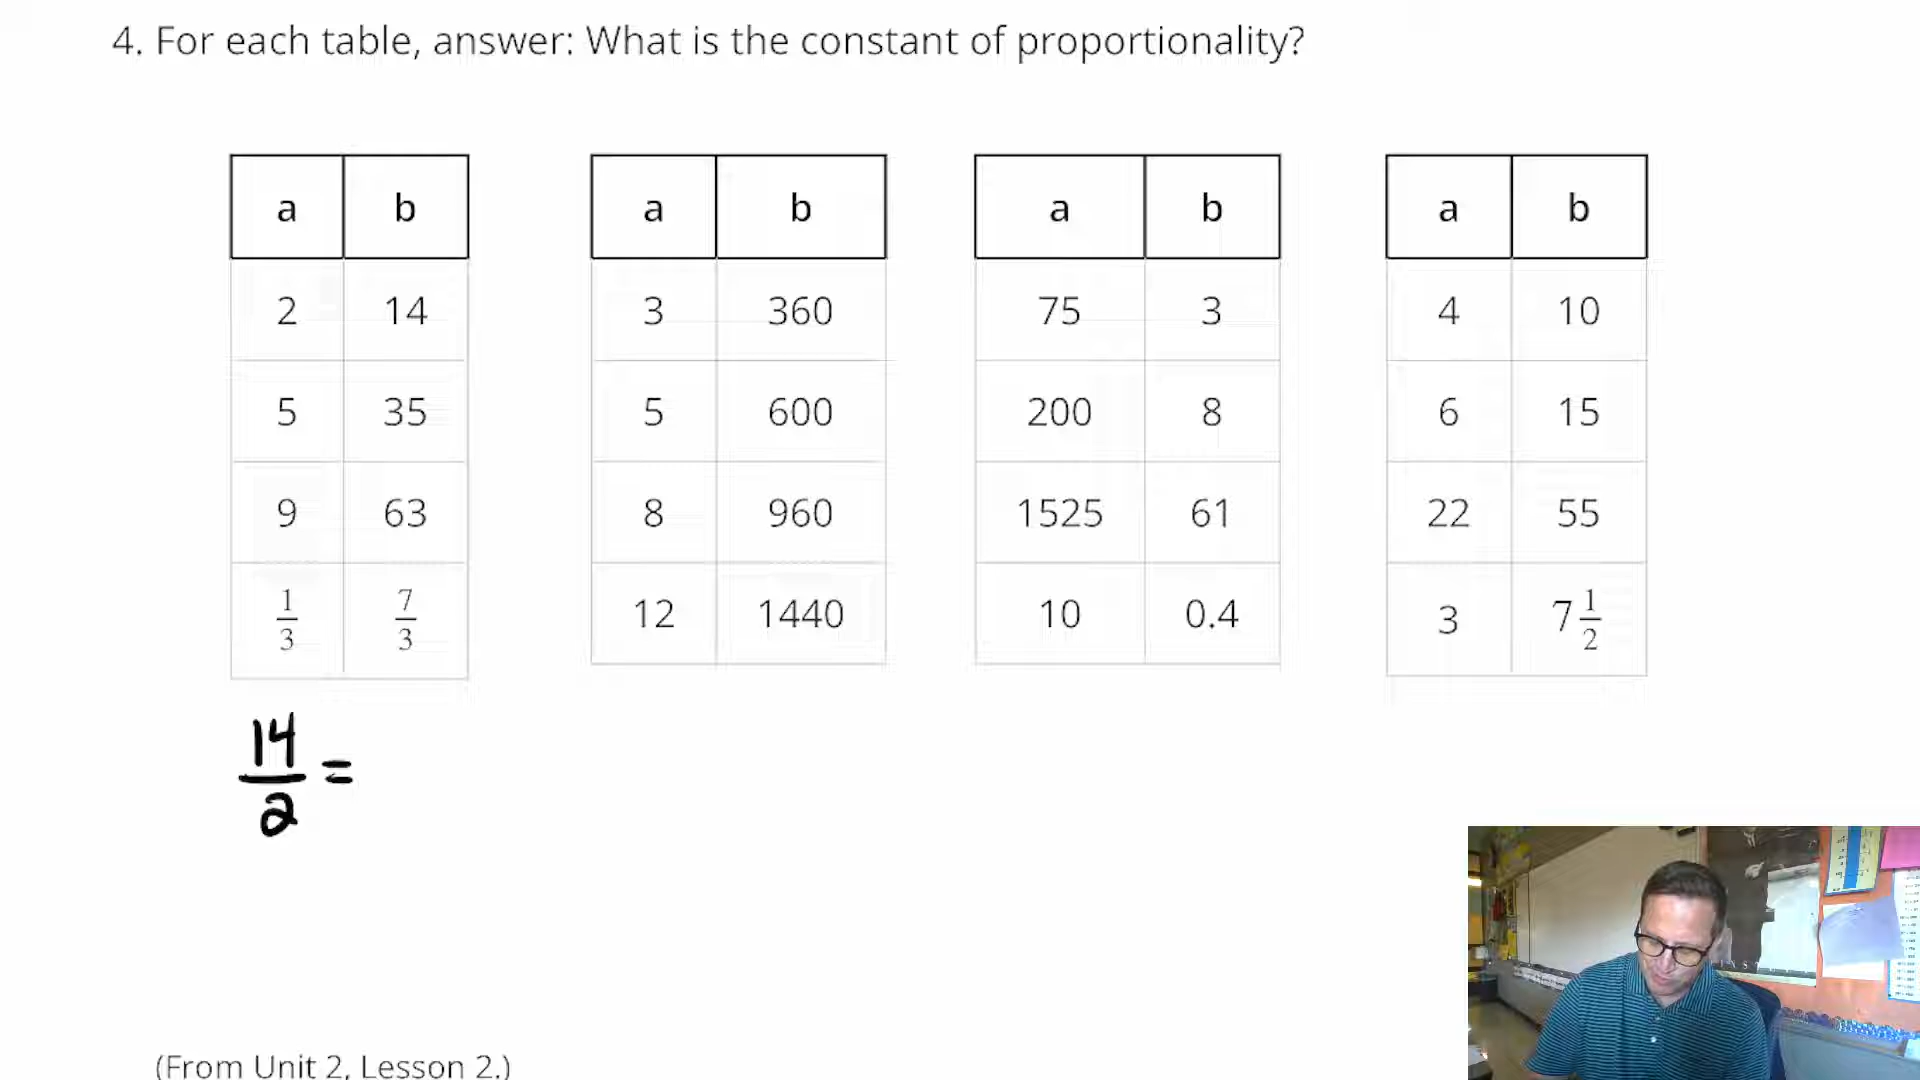 4. For each table, answer: What is the constant of proportionality?
a b a b a b a b
2 14 3 360 75 3 4 10
5 35 5 600 200 8 6 15
9 63 8 960 1525 61 22 55
1/3 7/3 12 1440 10 0.4 3 7 1/2
14/2 =
(From Unit 2, Lesson 2.)